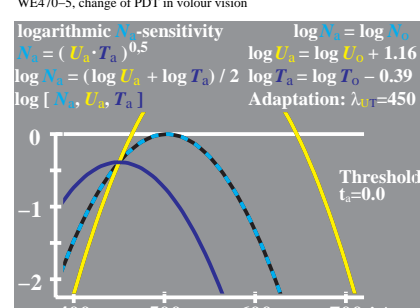 WE470–5, change of PDT in volour vision
logarithmic Na-sensitivity log Na = log No
Na = ( Ua·Ta )0,5 log Ua = log Uo + 1.16
log Na = (log Ua + log Ta) / 2 log Ta = log To − 0.39
log [ Na, Ua, Ta ] Adaptation: λUT=450
0
Threshold
ta=0.0
−1
−2